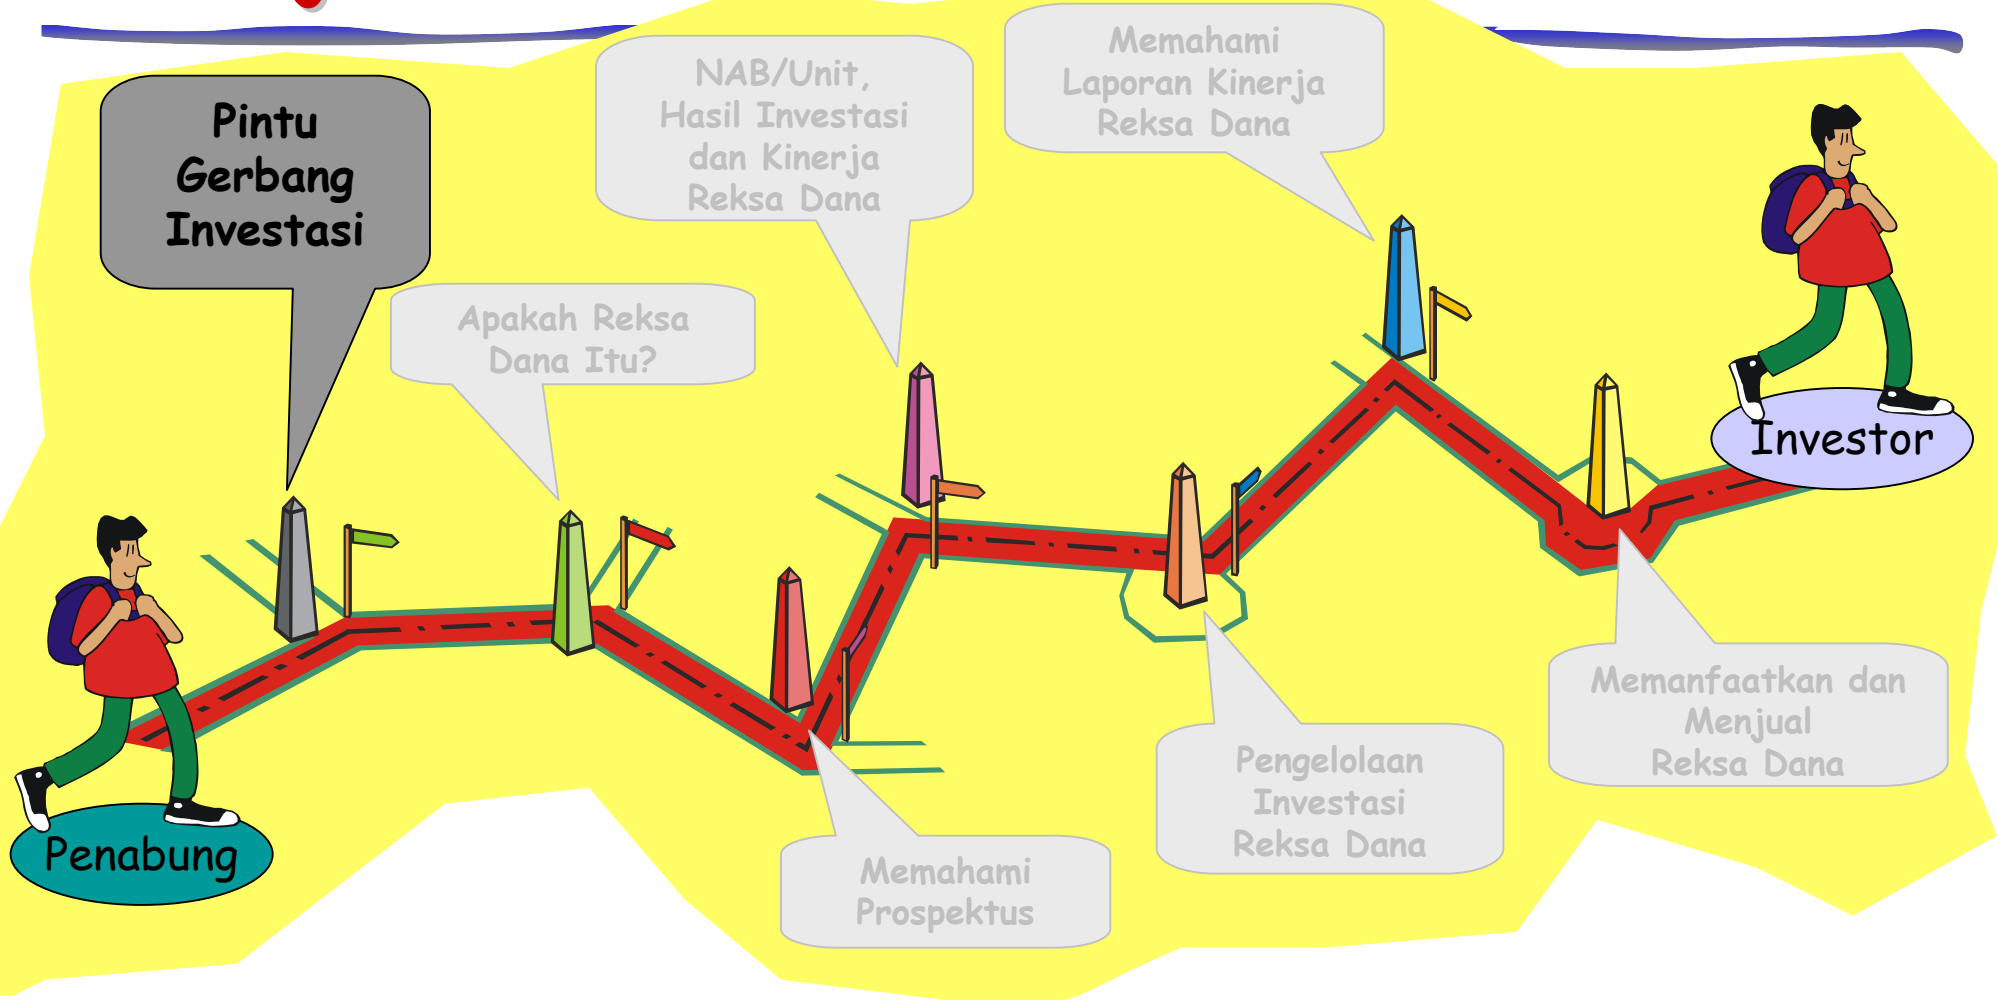 Pintu
Gerbang
Investasi
Apakah Reksa
Dana Itu?
NAB/Unit,
Hasil Investasi
dan Kinerja
Reksa Dana
Memahami
Laporan Kinerja
Reksa Dana
Investor
Penabung
Memahami
Prospektus
Pengelolaan
Investasi
Reksa Dana
Memanfaatkan dan
Menjual
Reksa Dana